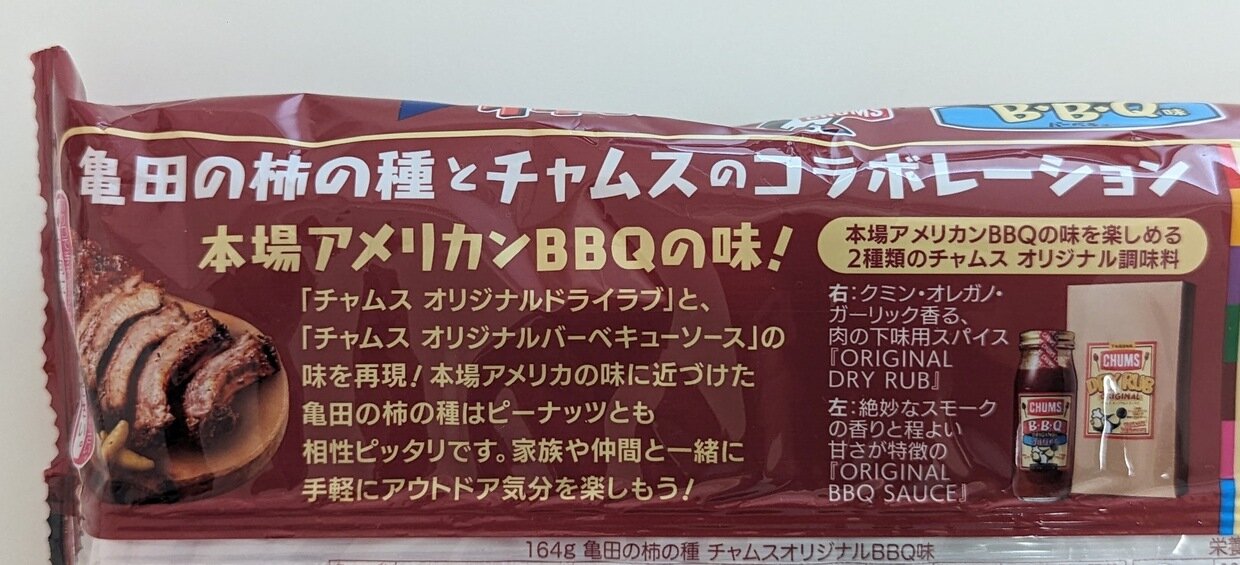 CHUMS
B・B・Q味
亀田の柿の種とチャムスのコラボレーション
本場アメリカンBBQの味!
「チャムス オリジナルドライラブ」と、
「チャムス オリジナルバーベキューソース」の
味を再現!本場アメリカの味に近づけた
亀田の柿の種はピーナッツとも
相性ピッタリです。家族や仲間と一緒に
手軽にアウトドア気分を楽しもう!
本場アメリカンBBQの味を楽しめる
2種類のチャムス オリジナル調味料
右:クミン・オレガノ・
ガーリック香る、
肉の下味用スパイス
『ORIGINAL
DRY RUB』
左:絶妙なスモーク
の香りと程よい
甘さが特徴の
『ORIGINAL
BBQ SAUCE』
CHUMS
B・B・Q
CHUMS
DRY RUB
ORIGINAL
164g 亀田の柿の種 チャムスオリジナルBBQ味
栄養